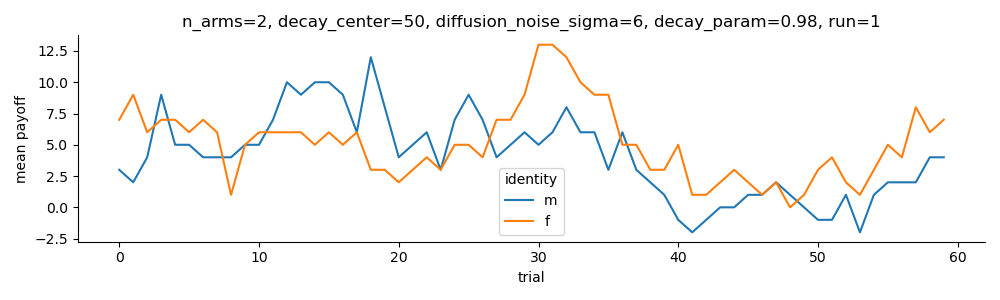 n_arms=2, decay_center=50, diffusion_noise_sigma=6, decay_param=0.98, run=1
12.5
10.0
7.5
5.0
2.5
0.0
−2.5
mean payoff
identity
m
f
0 10 20 30 40 50 60
trial